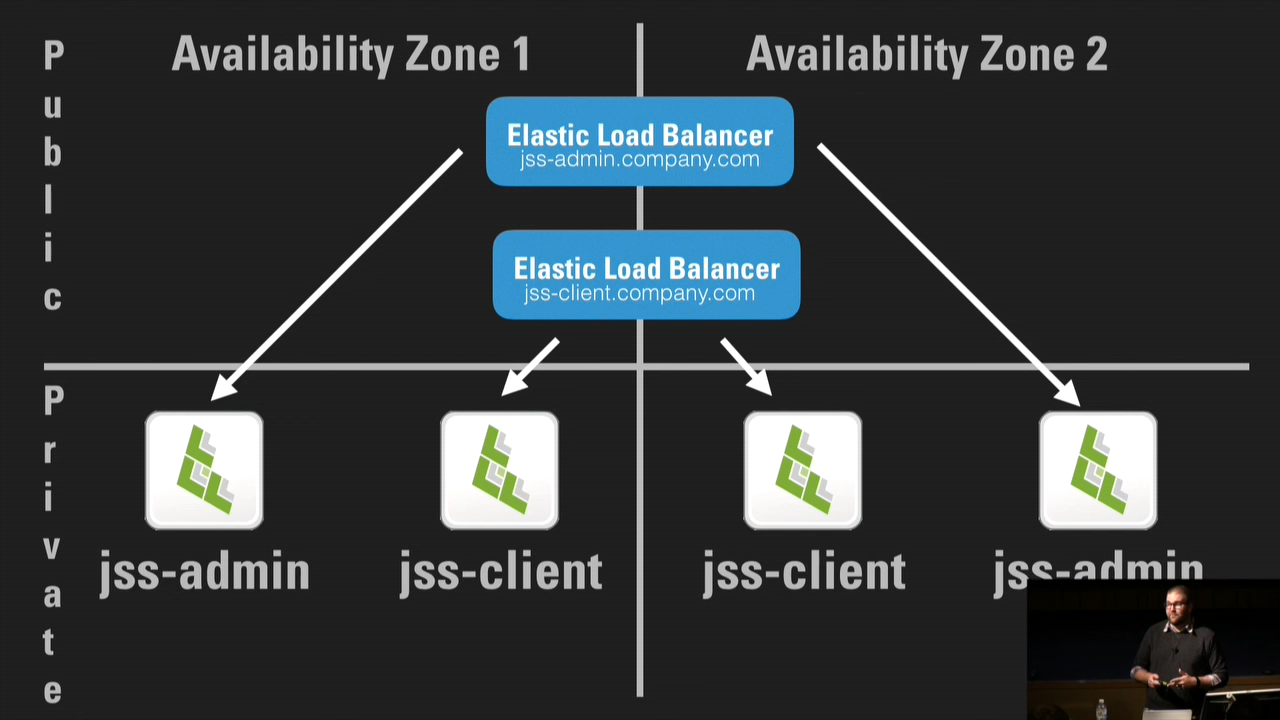 Public
Availability Zone 1
Availability Zone 2
Elastic Load Balancer
jss-admin.company.com
Elastic Load Balancer
jss-client.company.com
Private
jss-admin
jss-client
jss-client
jss-admin